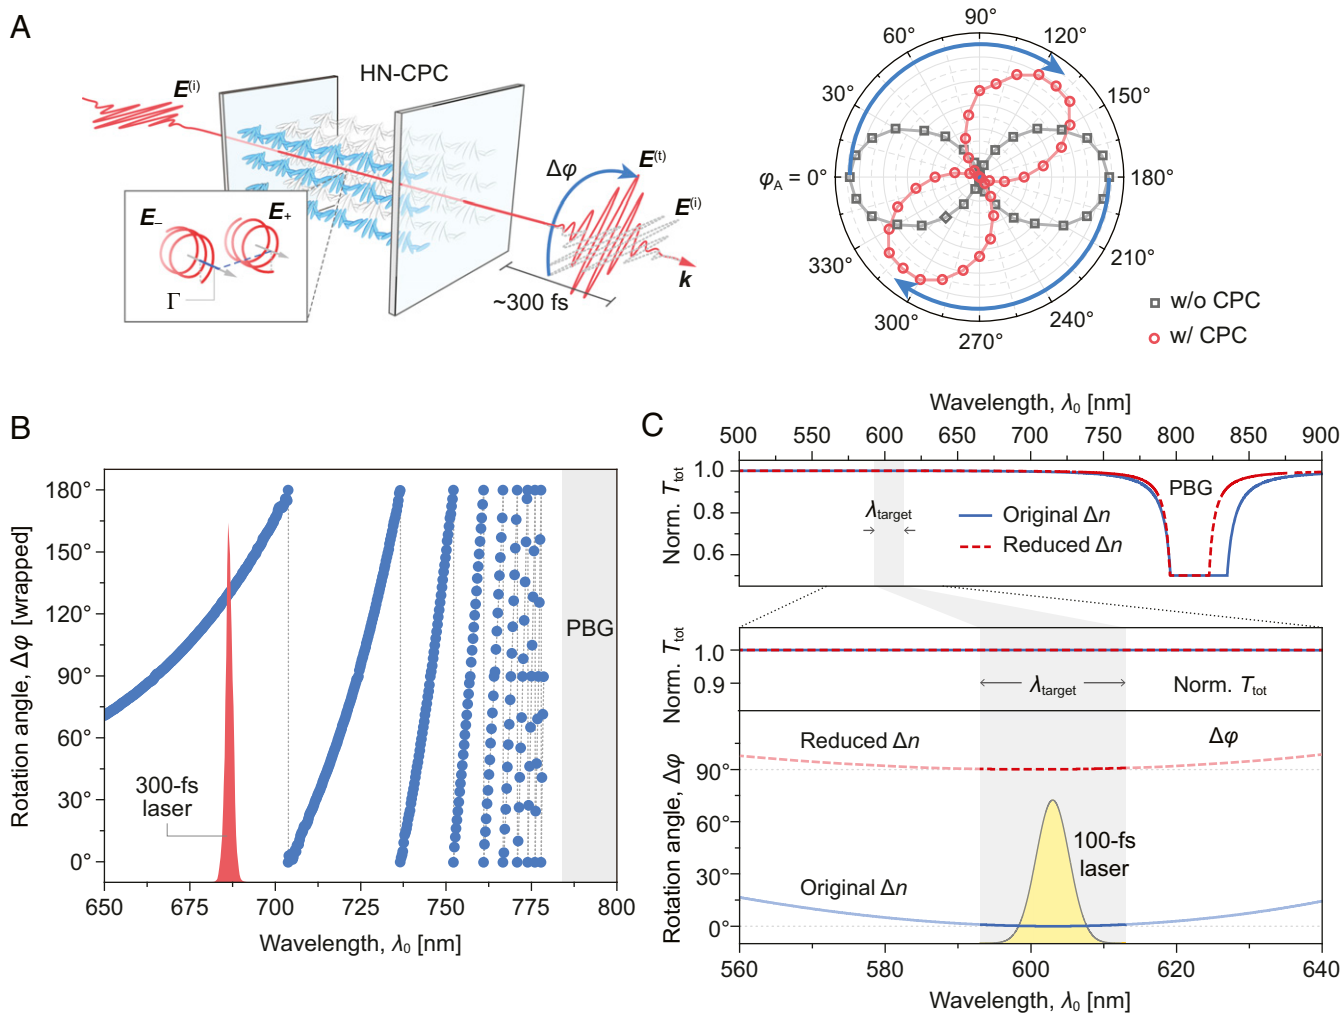 A
HN-CPC
E(i)
Δφ
E(t)
E(i)
k
~300 fs
E−
E+
Γ
90°
60°
120°
30°
150°
φA = 0°
180°
330°
210°
300°
240°
270°
w/o CPC
w/ CPC
B
Rotation angle, Δφ [wrapped]
180°
150°
120°
90°
60°
30°
0°
300-fs
laser
PBG
650 675 700 725 750 775 800
Wavelength, λ0 [nm]
C
Wavelength, λ0 [nm]
500 550 600 650 700 750 800 850 900
Norm. Ttot
1.0
0.8
0.6
λtarget
PBG
Original Δn
Reduced Δn
Norm. Ttot
1.0
0.9
λtarget
Norm. Ttot
Rotation angle, Δφ
Reduced Δn
Δφ
90°
60°
30°
0°
100-fs
laser
Original Δn
560 580 600 620 640
Wavelength, λ0 [nm]